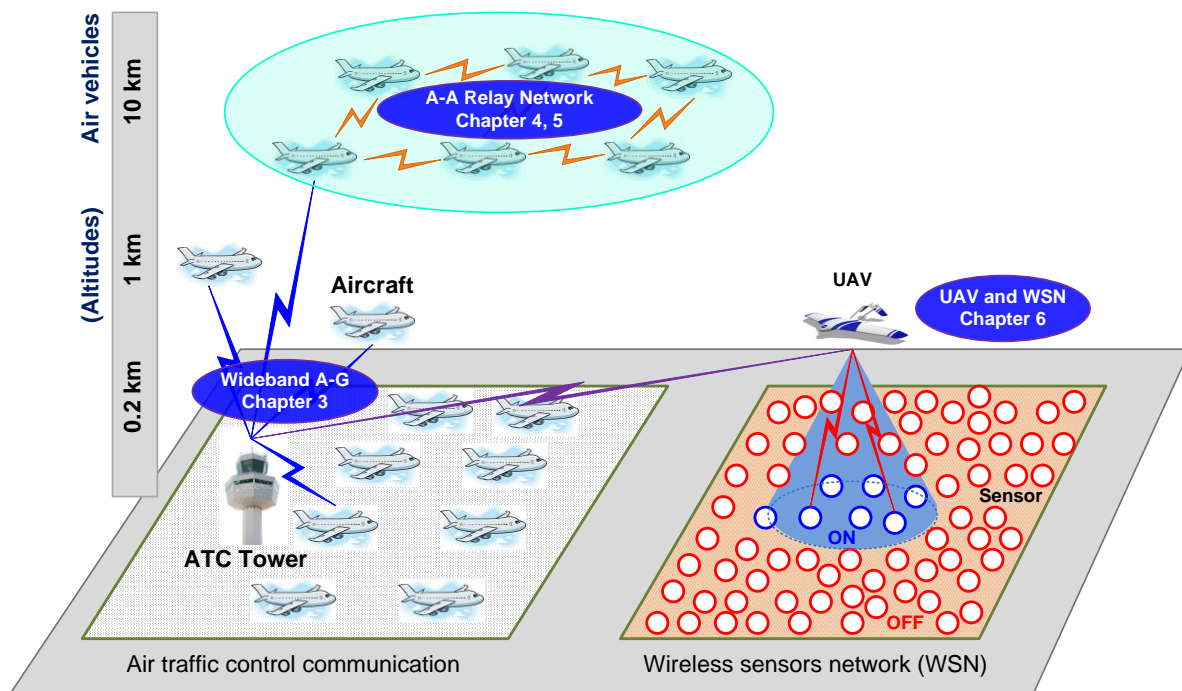 Air vehicles
(Altitudes)
10 km
1 km
0.2 km
A-A Relay Network
Chapter 4, 5
Aircraft
UAV
UAV and WSN
Chapter 6
Wideband A-G
Chapter 3
Sensor
ON
ATC Tower
OFF
Air traffic control communication
Wireless sensors network (WSN)